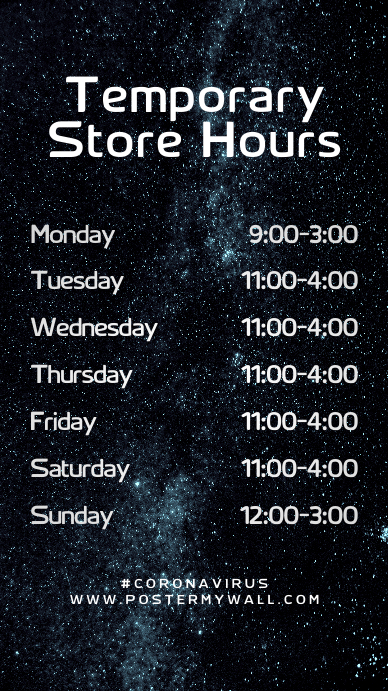 Temporary
Store Hours
Monday 9:00-3:00
Tuesday 11:00-4:00
Wednesday 11:00-4:00
Thursday 11:00-4:00
Friday 11:00-4:00
Saturday 11:00-4:00
Sunday 12:00-3:00
#CORONAVIRUS
WWW.POSTERMYWALL.COM